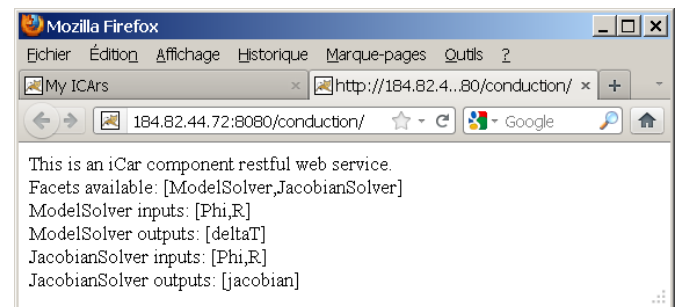 Mozilla Firefox
Fichier Édition Affichage Historique Marque-pages Outils ?
My ICArs http://184.82.4...80/conduction/
184.82.44.72:8080/conduction/ Google
This is an iCar component restful web service.
Facets available: [ModelSolver,JacobianSolver]
ModelSolver inputs: [Phi,R]
ModelSolver outputs: [deltaT]
JacobianSolver inputs: [Phi,R]
JacobianSolver outputs: [jacobian]